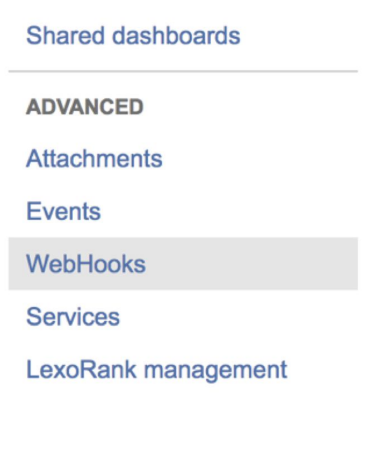 Shared dashboards
ADVANCED
Attachments
Events
WebHooks
Services
LexoRank management